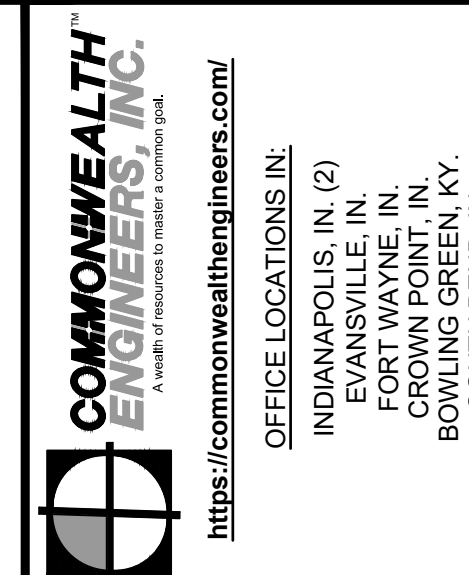 COMMONWEALTH™
ENGINEERS, INC.
A wealth of resources to master a common goal.
https://commonwealthengineers.com/
OFFICE LOCATIONS IN:
INDIANAPOLIS, IN. (2)
EVANSVILLE, IN.
FORT WAYNE, IN.
CROWN POINT, IN.
BOWLING GREEN, KY.